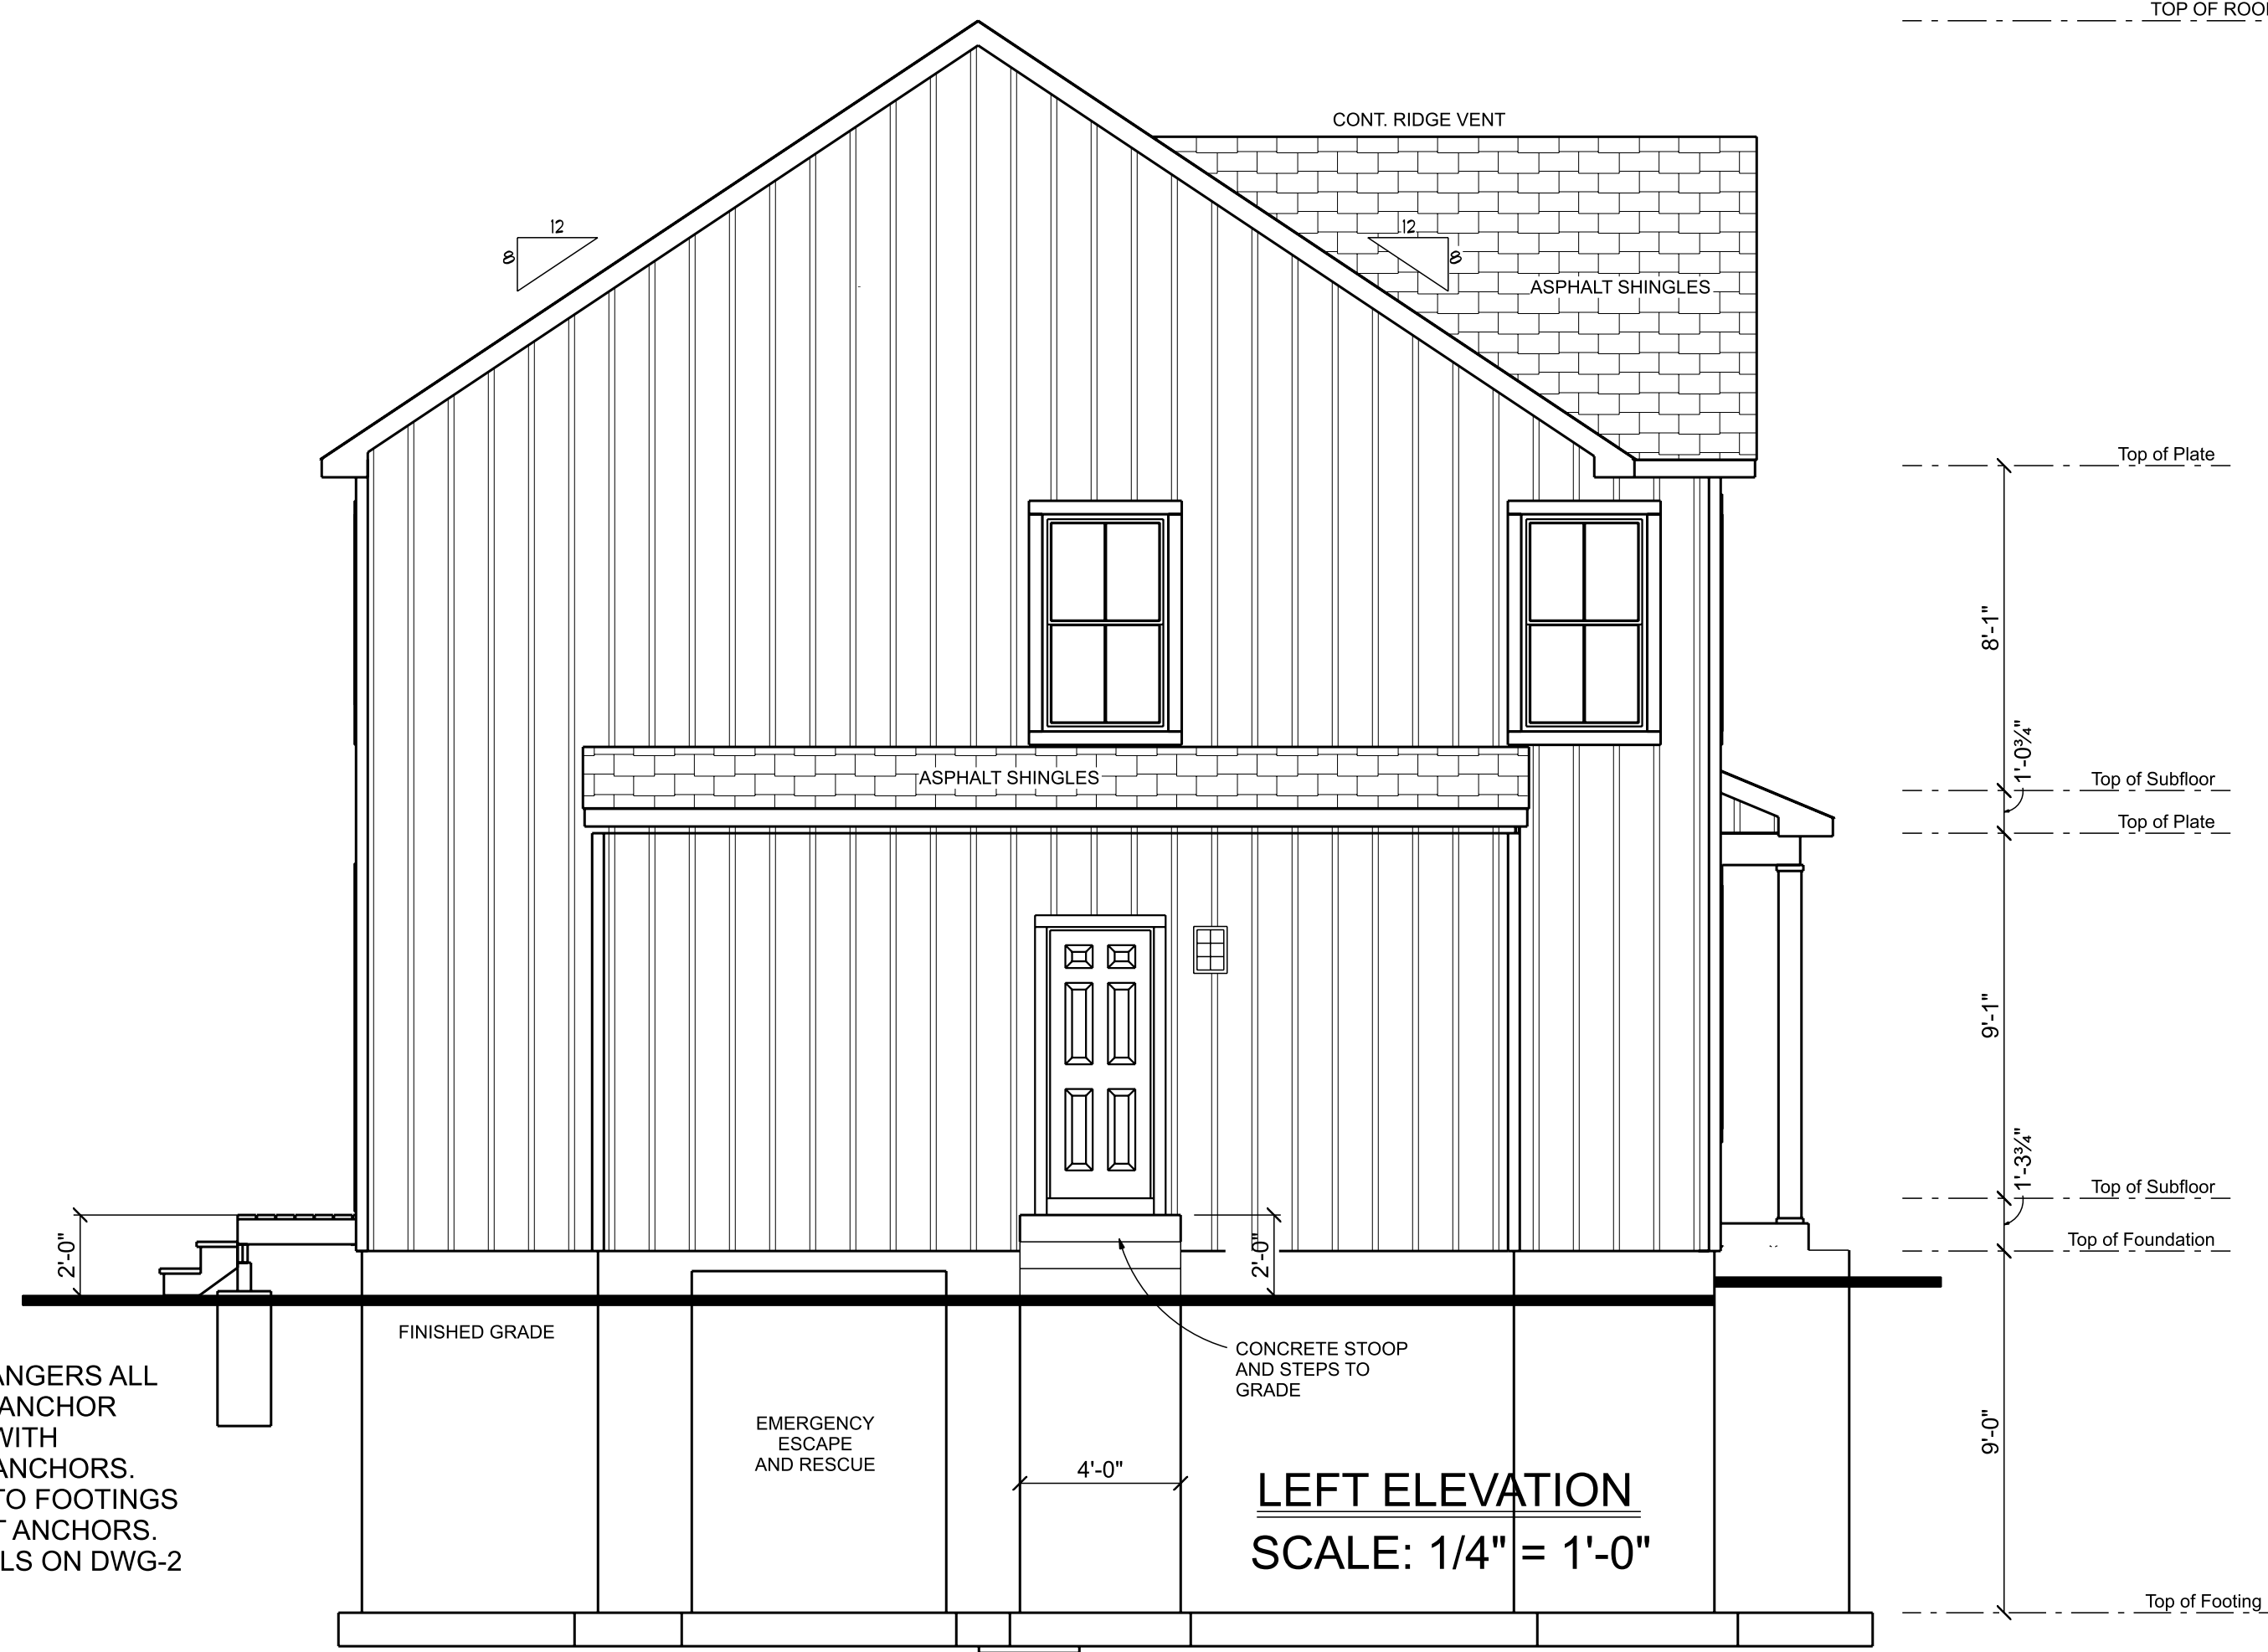 TOP OF ROOF
CONT. RIDGE VENT
12
8
12
8
ASPHALT SHINGLES
Top of Plate
8'-1"
1'-0¾"
ASPHALT SHINGLES
Top of Subfloor
Top of Plate
9'-1"
1'-3¾"
Top of Subfloor
2'-0"
2'-0"
Top of Foundation
FINISHED GRADE
CONCRETE STOOP
AND STEPS TO
GRADE
ANGERS ALL
ANCHOR
WITH
ANCHORS.
TO FOOTINGS
T ANCHORS.
LS ON DWG-2
EMERGENCY
ESCAPE
AND RESCUE
4'-0"
9'-0"
LEFT ELEVATION
SCALE: 1/4" = 1'-0"
Top of Footing